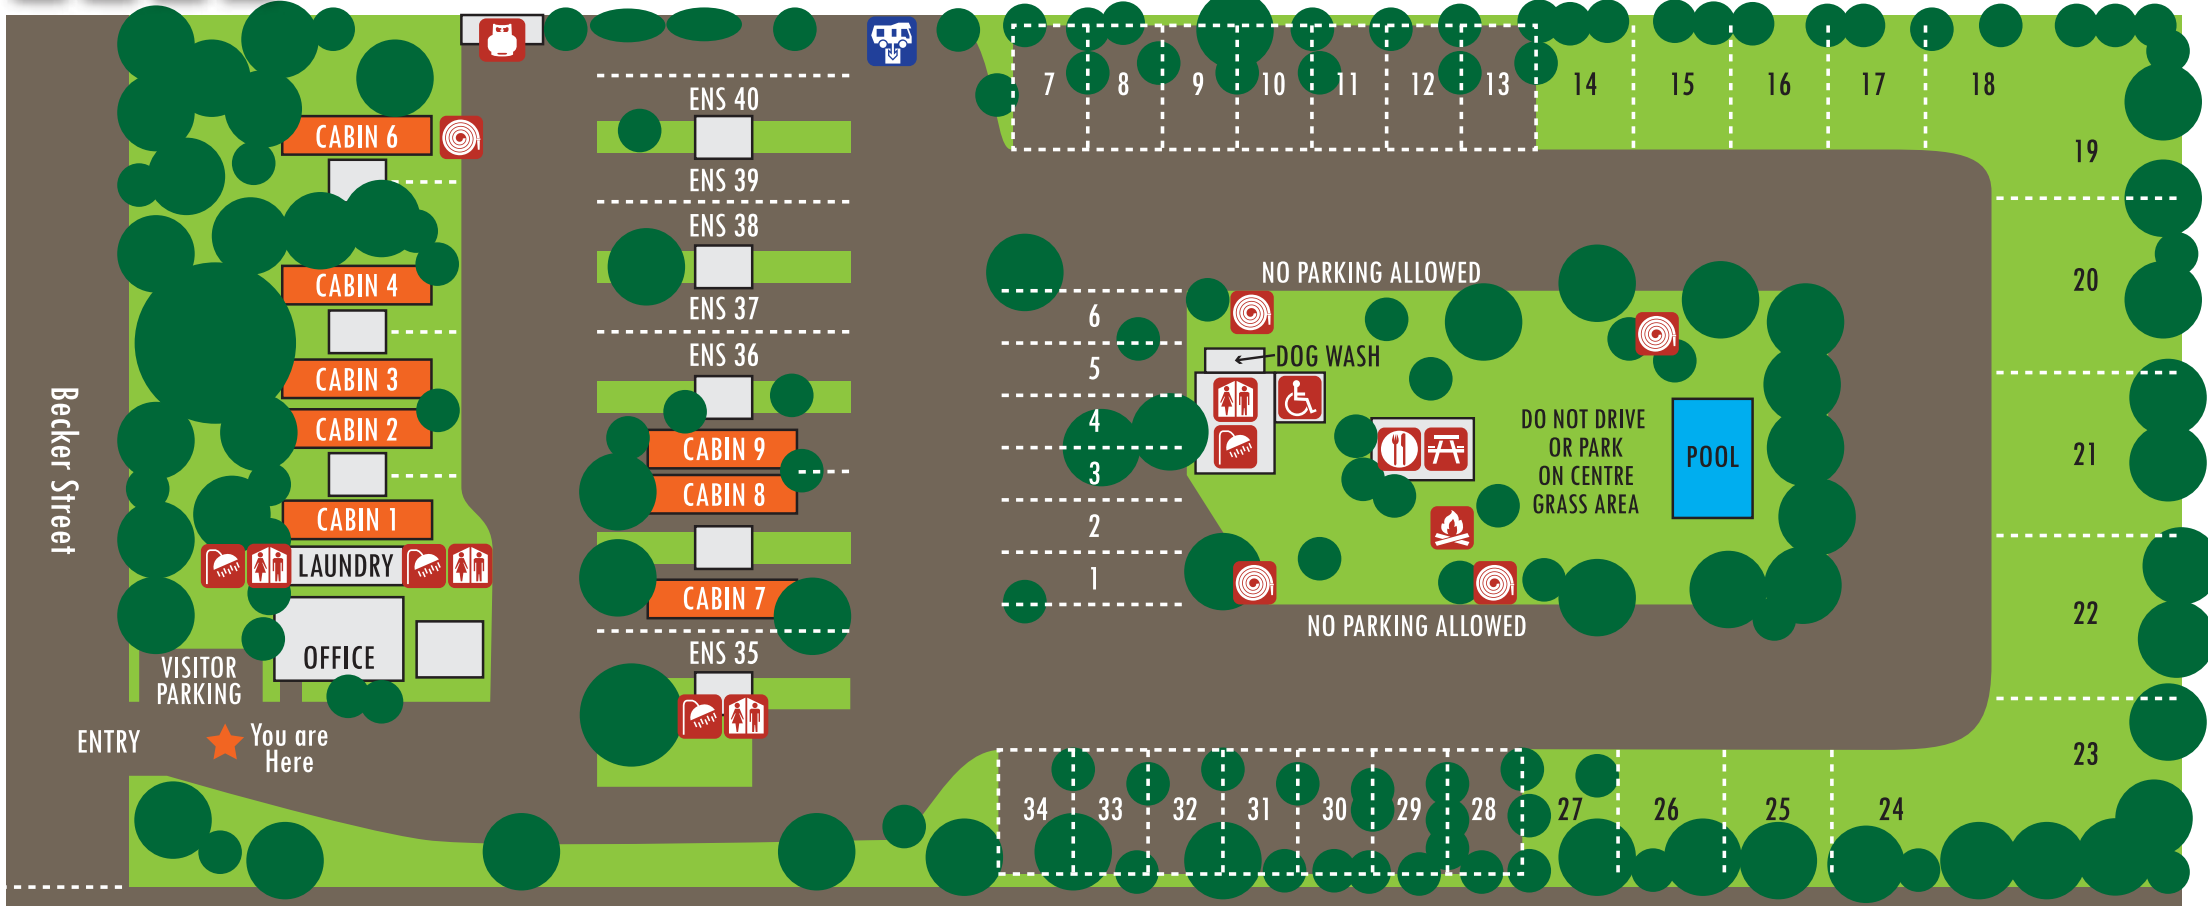 CABIN 6
CABIN 4
CABIN 3
CABIN 2
CABIN 1
LAUNDRY
OFFICE
VISITOR
PARKING
Becker Street
ENTRY
You are
Here
ENS 40
ENS 39
ENS 38
ENS 37
ENS 36
CABIN 9
CABIN 8
CABIN 7
ENS 35
7
8
9
10
11
12
13
14
15
16
17
18
19
20
21
22
23
NO PARKING ALLOWED
6
5
4
3
2
1
DOG WASH
DO NOT DRIVE
OR PARK
ON CENTRE
GRASS AREA
POOL
NO PARKING ALLOWED
34
33
32
31
30
29
28
27
26
25
24